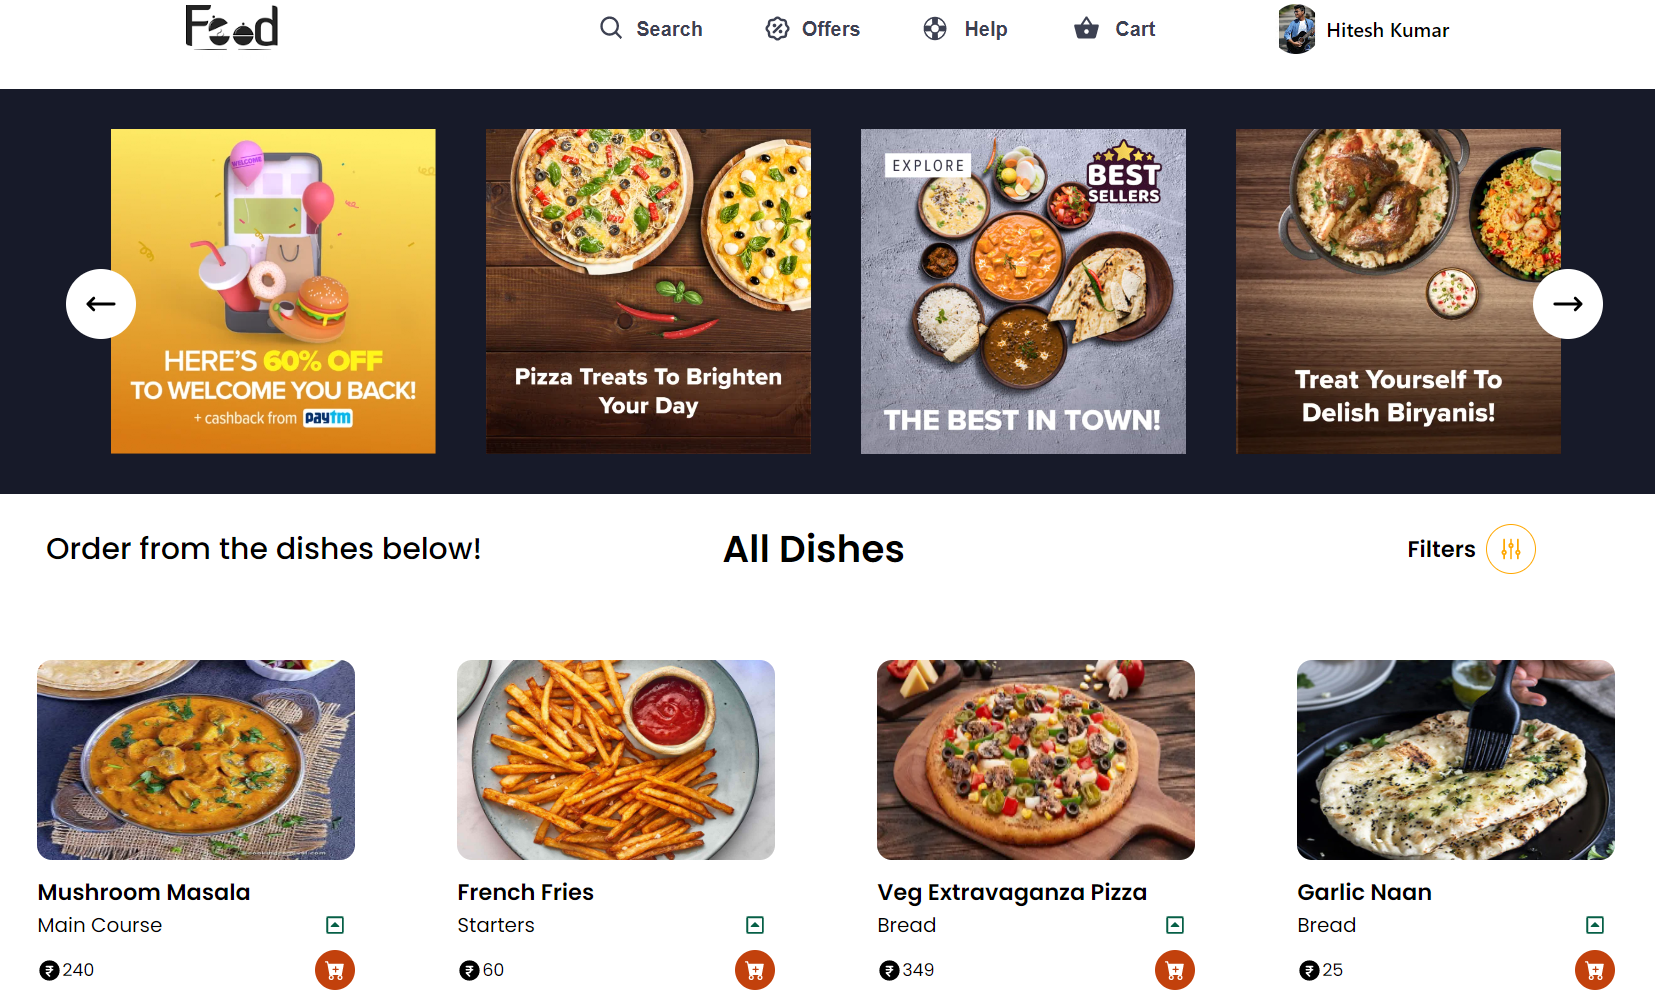 Food
Search
Offers
Help
Cart
Hitesh Kumar
WELCOME
HERE'S 60% OFF
TO WELCOME YOU BACK!
+ cashback from paytm
Pizza Treats To Brighten
Your Day
EXPLORE
BEST
SELLERS
THE BEST IN TOWN!
Treat Yourself To
Delish Biryanis!
Order from the dishes below!
All Dishes
Filters
Mushroom Masala
Main Course
₹ 240
French Fries
Starters
₹ 60
Veg Extravaganza Pizza
Bread
₹ 349
Garlic Naan
Bread
₹ 25